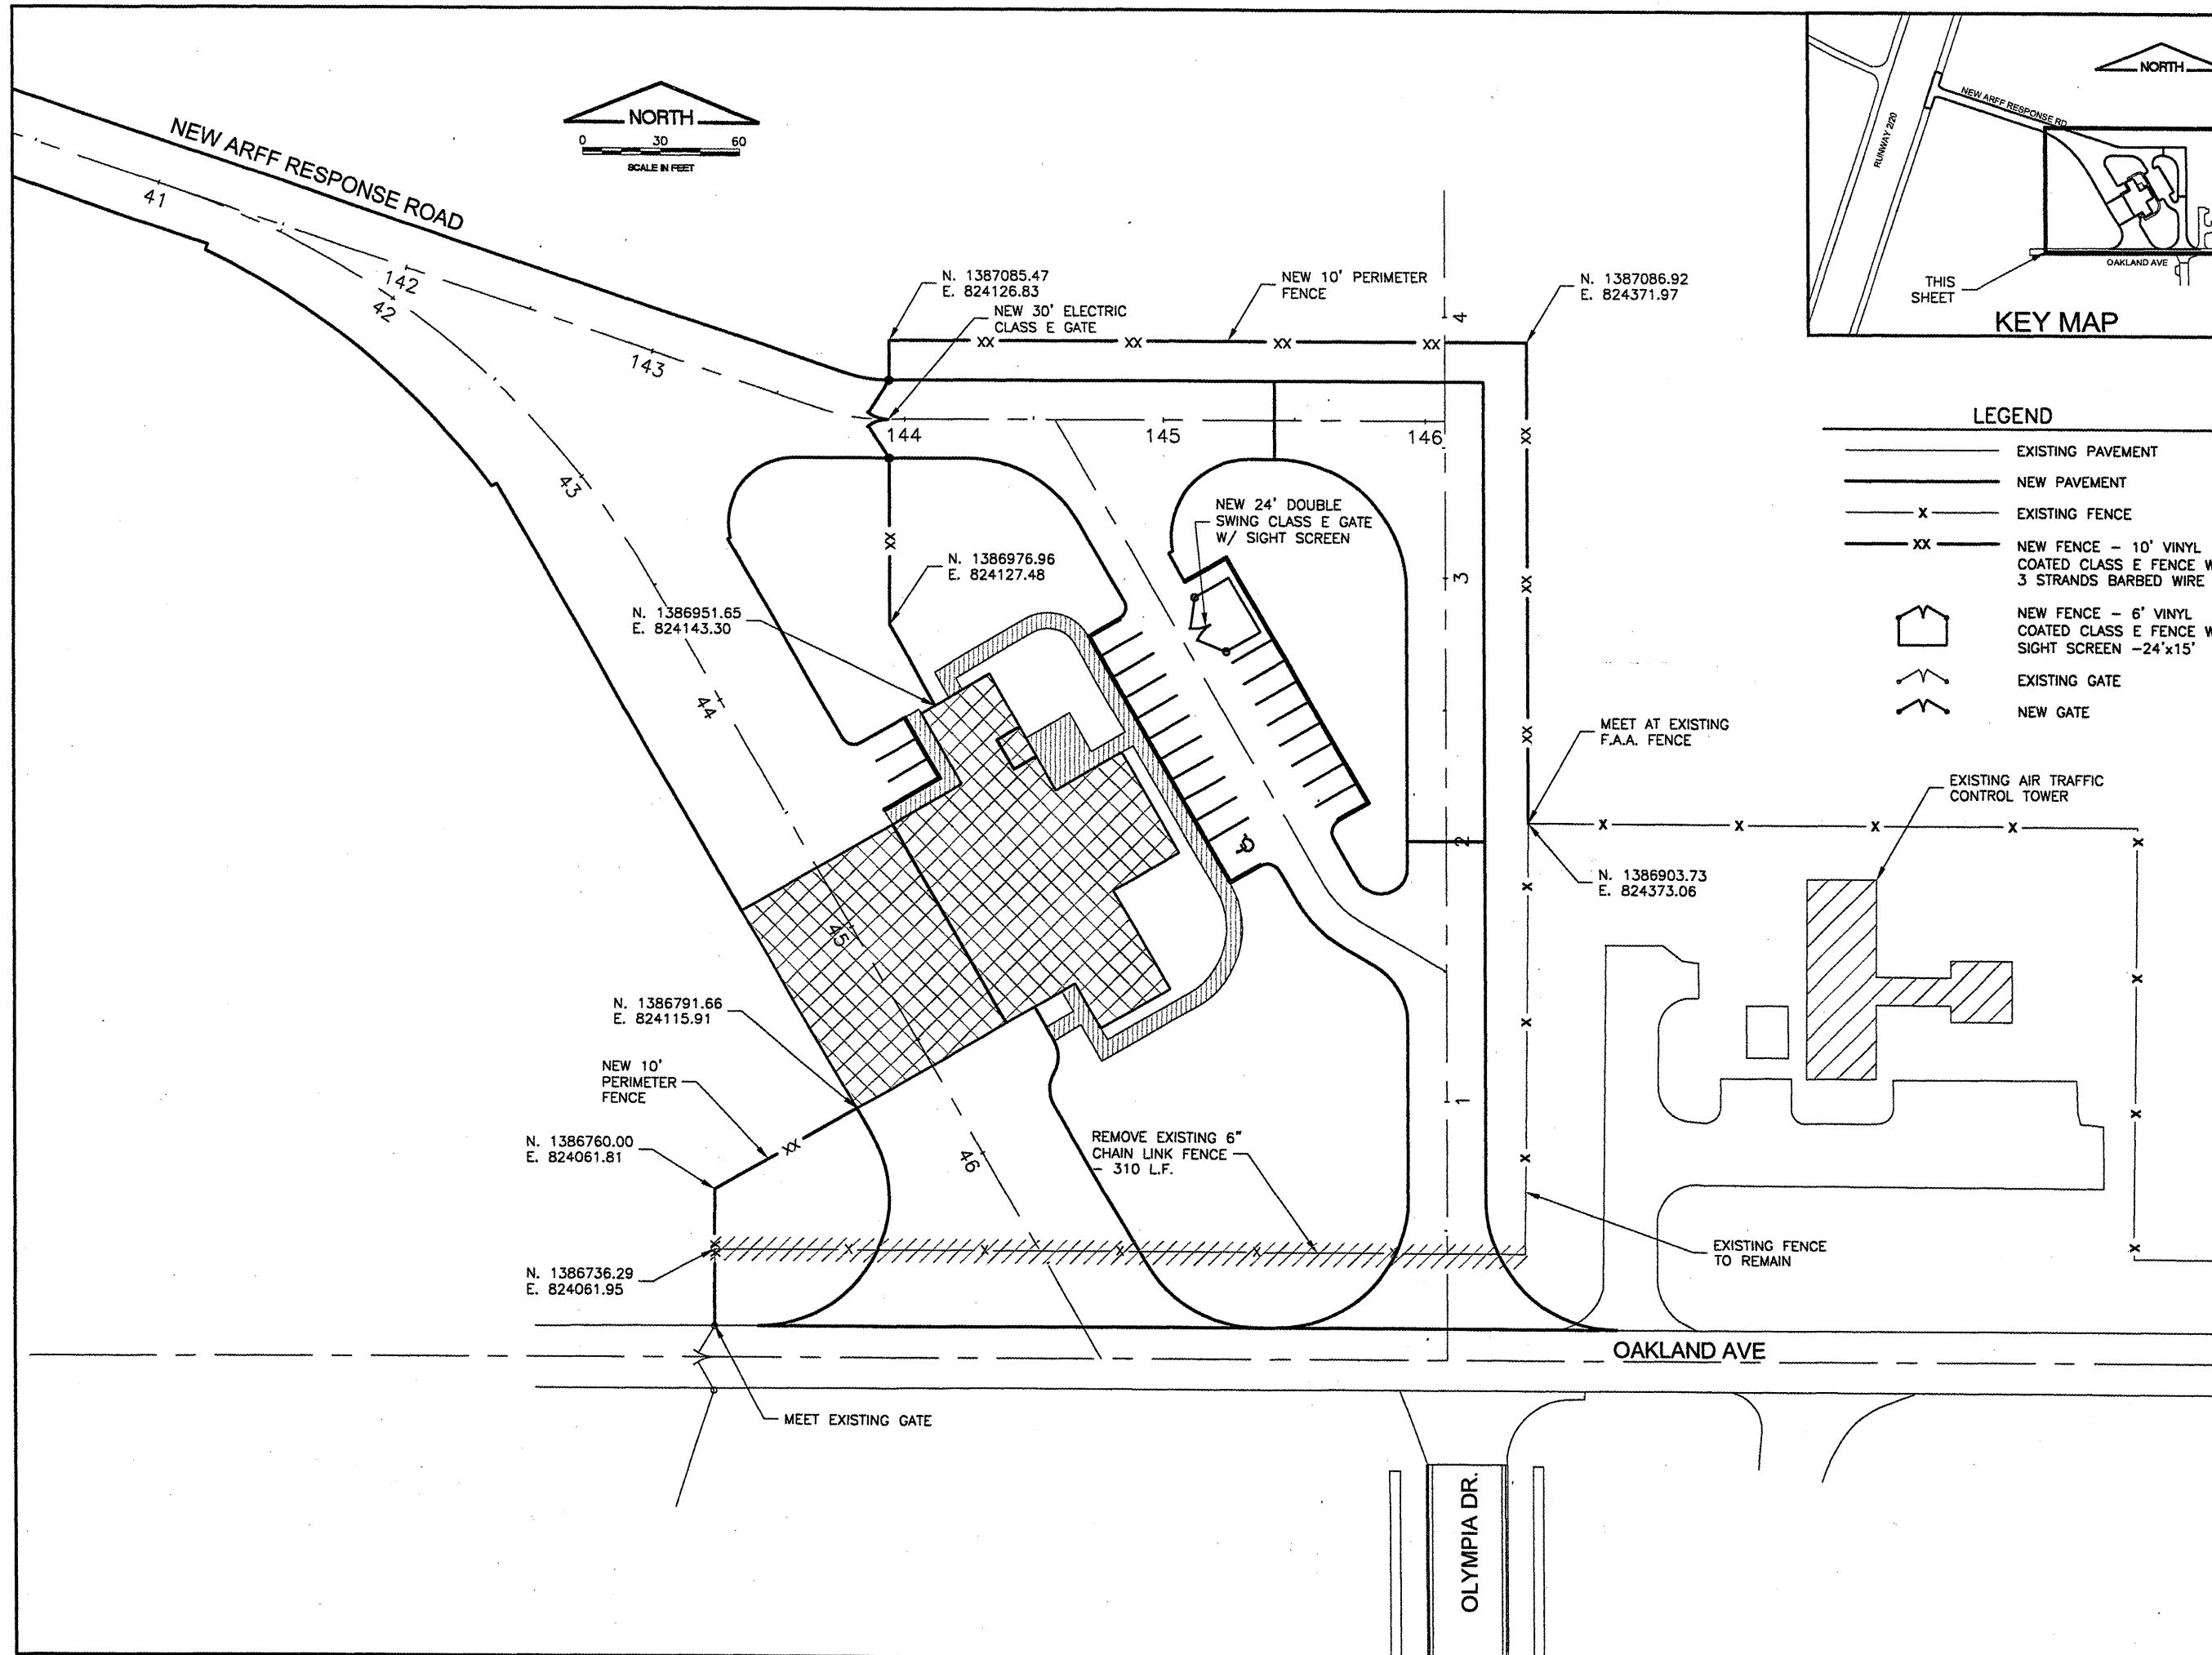 NEW ARFF RESPONSE ROAD
NORTH
0 30 60
SCALE IN FEET
41
142
42
143
43
44
45
46
144
145
146
4
3
2
1
N. 1387085.47
E. 824126.83
NEW 30' ELECTRIC
CLASS E GATE
NEW 10' PERIMETER
FENCE
N. 1387086.92
E. 824371.97
NEW 24' DOUBLE
SWING CLASS E GATE
W/ SIGHT SCREEN
N. 1386976.96
E. 824127.48
N. 1386951.65
E. 824143.30
MEET AT EXISTING
F.A.A. FENCE
EXISTING AIR TRAFFIC
CONTROL TOWER
N. 1386903.73
E. 824373.06
N. 1386791.66
E. 824115.91
NEW 10'
PERIMETER
FENCE
N. 1386760.00
E. 824061.81
REMOVE EXISTING 6"
CHAIN LINK FENCE
- 310 L.F.
N. 1386736.29
E. 824061.95
EXISTING FENCE
TO REMAIN
OAKLAND AVE
MEET EXISTING GATE
OLYMPIA DR.
NORTH
NEW ARFF RESPONSE RD
RUNWAY 2/20
OAKLAND AVE
THIS
SHEET
KEY MAP
LEGEND
EXISTING PAVEMENT
NEW PAVEMENT
X
EXISTING FENCE
XX
NEW FENCE - 10' VINYL
COATED CLASS E FENCE W
3 STRANDS BARBED WIRE
NEW FENCE - 6' VINYL
COATED CLASS E FENCE W
SIGHT SCREEN -24'x15'
EXISTING GATE
NEW GATE